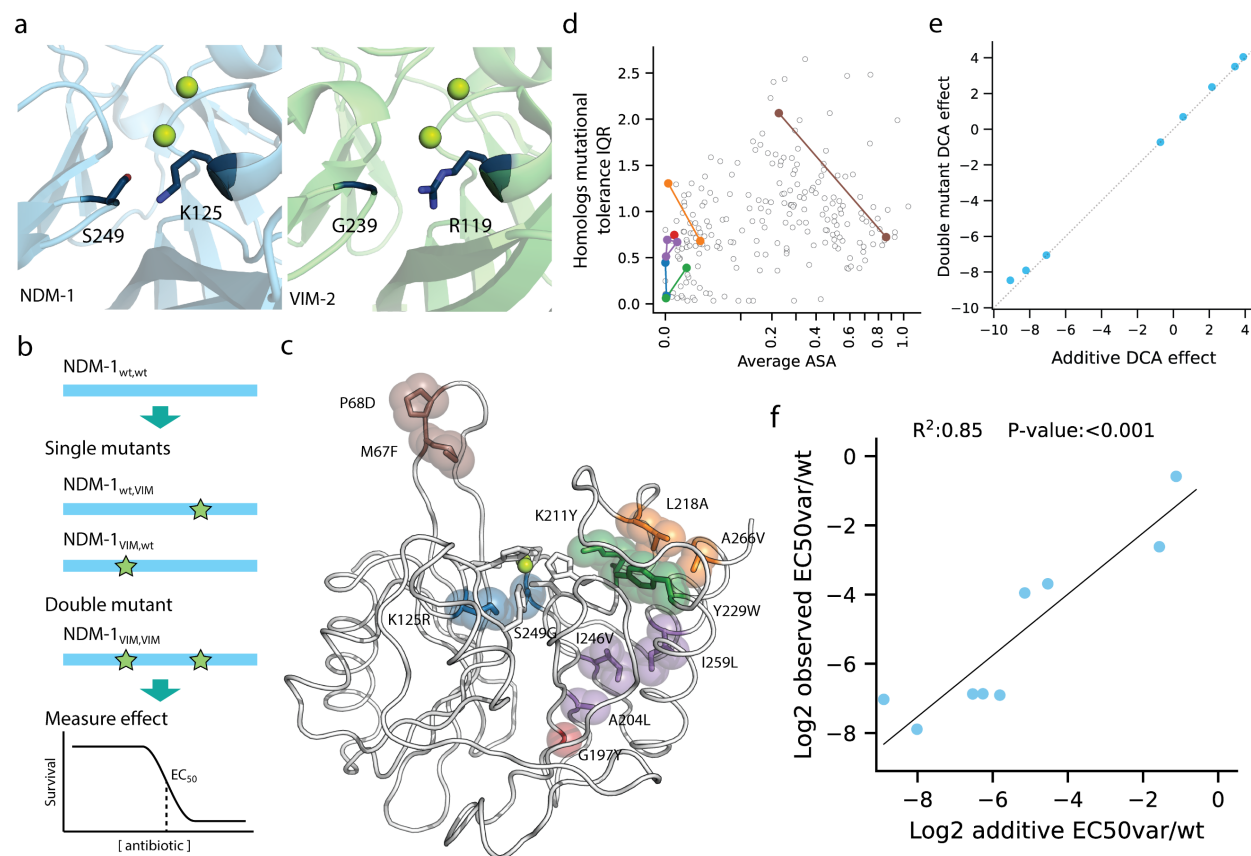 a
S249
K125
NDM-1
G239
R119
VIM-2
b
NDM-1wt,wt
Single mutants
NDM-1wt,VIM
NDM-1VIM,wt
Double mutant
NDM-1VIM,VIM
Measure effect
Survival
EC50
[ antibiotic ]
c
P68D
M67F
K211Y
L218A
A266V
K125R
S249G
I246V
Y229W
I259L
A204L
G197Y
d
Homologs mutational
tolerance IQR
2.5
2.0
1.5
1.0
0.5
0.0
0.0
0.2
0.4
0.6
0.8
1.0
Average ASA
e
Double mutant DCA effect
4
2
0
−2
−4
−6
−8
−10
−10 −8 −6 −4 −2 0 2 4
Additive DCA effect
f
R2:0.85 P-value:<0.001
Log2 observed EC50var/wt
0
−2
−4
−6
−8
−8 −6 −4 −2 0
Log2 additive EC50var/wt